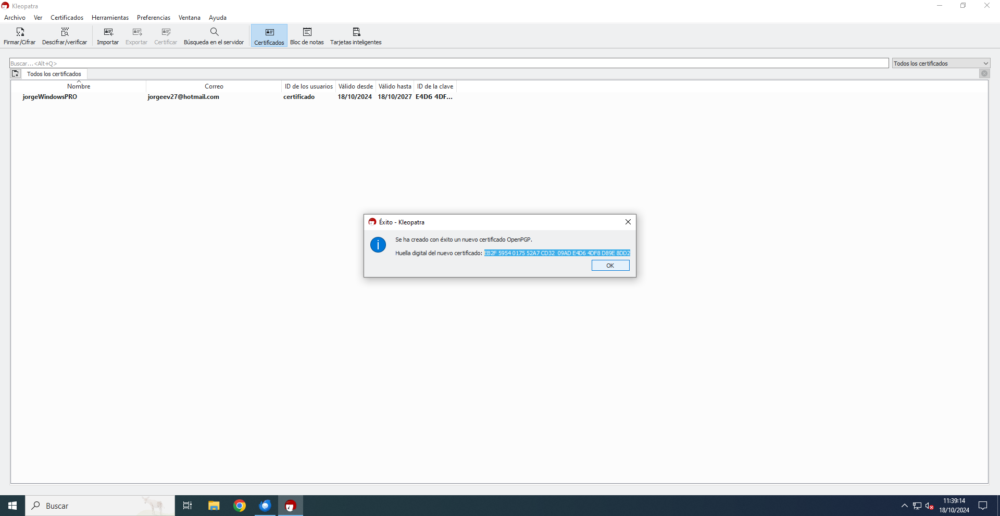 Kleopatra
Archivo Ver Certificados Herramientas Preferencias Ventana Ayuda
Firmar/Cifrar Descifrar/verificar Importar Exportar Certificar Búsqueda en el servidor Certificados Bloc de notas Tarjetas inteligentes
Buscar...<Alt+Q> Todos los certificados
Todos los certificados
Nombre Correo ID de los usuarios Válido desde Válido hasta ID de la clave
jorgeWindowsPRO jorgeev27@hotmail.com certificado 18/10/2024 18/10/2027 E4D6 4DF...
Éxito - Kleopatra
Se ha creado con éxito un nuevo certificado OpenPGP.
Huella digital del nuevo certificado: EB2F 5954 0175 52A7 CD32  09AD E4D6 4DF8 D89E 8DD2
OK
Buscar
11:39:14
18/10/2024